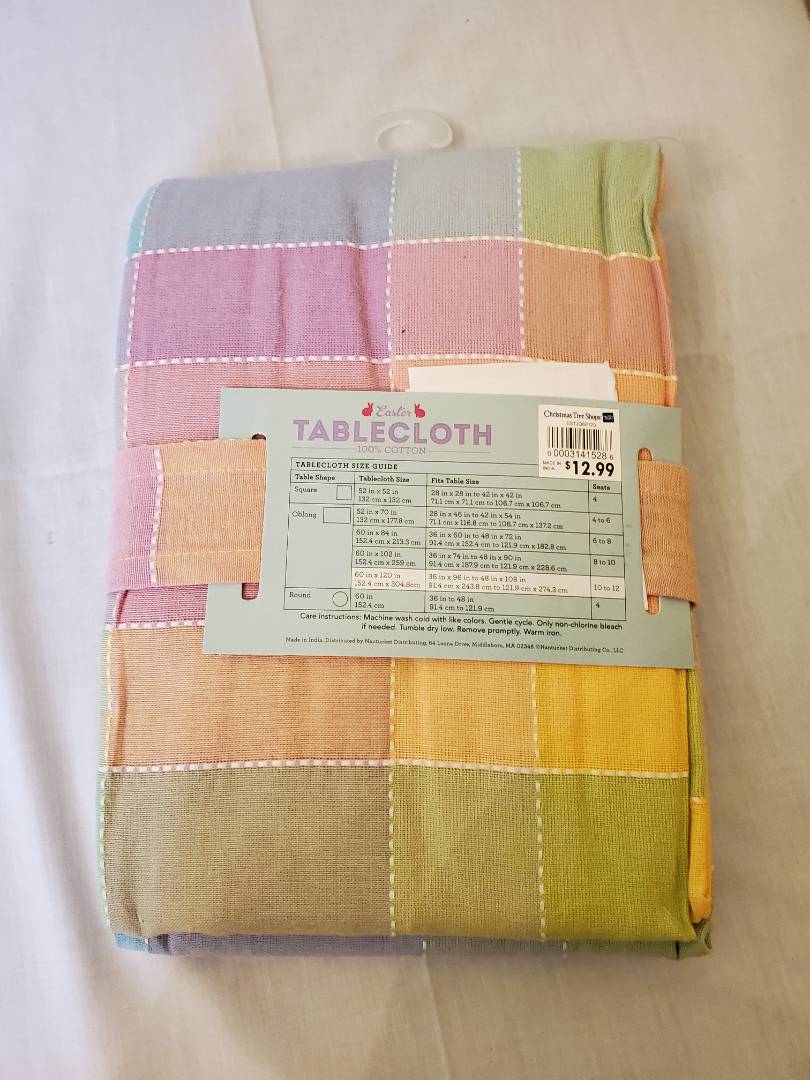 Easter
TABLECLOTH
100% COTTON
Christmas Tree Shops
0 0003141528 6
MADE IN
INDIA
$12.99
TABLECLOTH SIZE GUIDE
Table Shape Tablecloth Size Fits Table Size Seats
Square 52 in x 52 in 28 in x 28 in to 42 in x 42 in 4
132 cm x 132 cm 71.1 cm x 71.1 cm to 106.7 cm x 106.7 cm
Oblong 52 in x 70 in 28 in x 46 in to 42 in x 54 in 4 to 6
132 cm x 177.8 cm 71.1 cm x 116.8 cm to 106.7 cm x 137.2 cm
60 in x 84 in 36 in x 60 in to 48 in x 72 in 6 to 8
152.4 cm x 213.3 cm 91.4 cm x 152.4 cm to 121.9 cm x 182.8 cm
60 in x 102 in 36 in x 74 in to 48 in x 90 in 8 to 10
152.4 cm x 259 cm 91.4 cm x 187.9 cm to 121.9 cm x 228.6 cm
60 in x 120 in 36 in x 96 in to 48 in x 108 in 10 to 12
152.4 cm x 304.8cm 91.4 cm x 243.8 cm to 121.9 cm x 274.3 cm
Round 60 in 36 in to 48 in 4
152.4 cm 91.4 cm to 121.9 cm
Care instructions: Machine wash cold with like colors. Gentle cycle. Only non-chlorine bleach
if needed. Tumble dry low. Remove promptly. Warm iron.
Made in India. Distributed by Nantucket Distributing, 64 Leona Drive, Middleboro, MA 02346 ©Nantucket Distributing Co., LLC